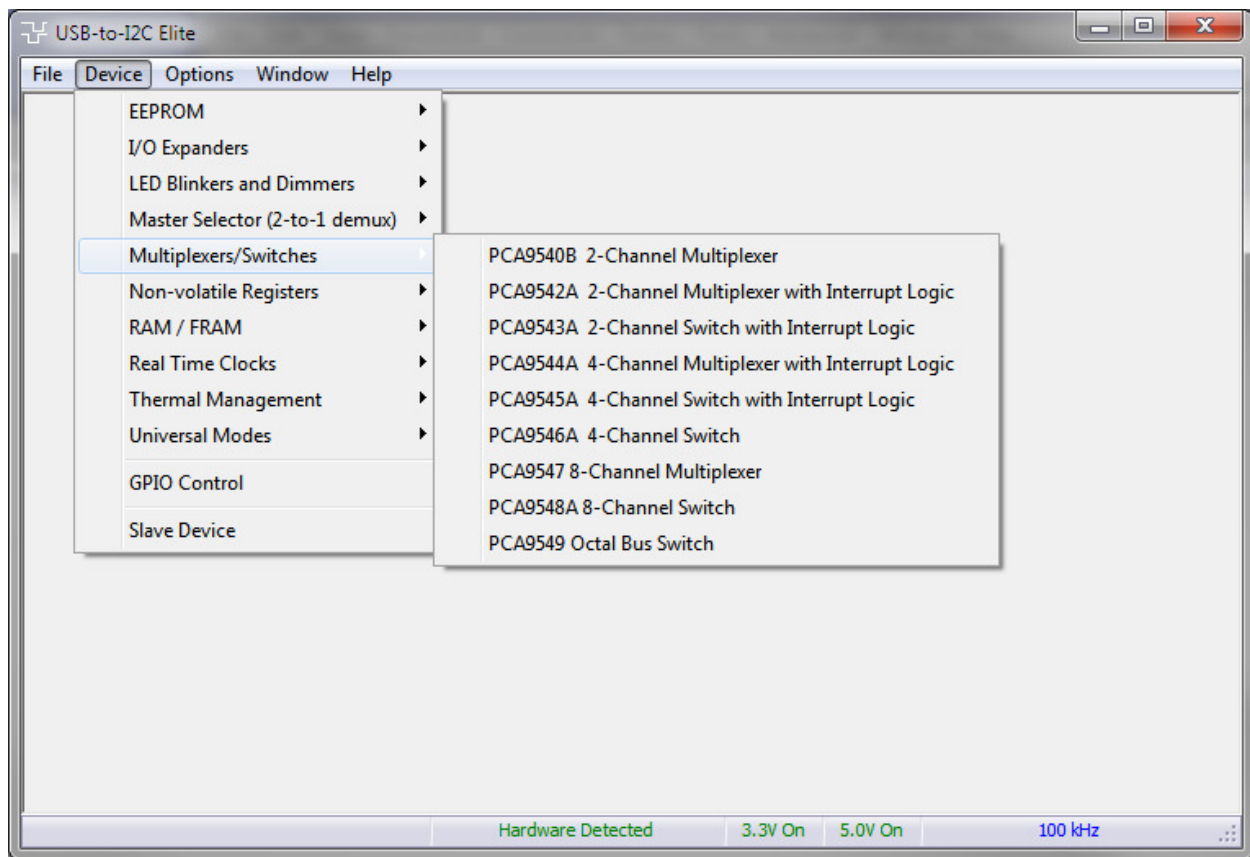 USB-to-I2C Elite
File Device Options Window Help
EEPROM
I/O Expanders
LED Blinkers and Dimmers
Master Selector (2-to-1 demux)
Multiplexers/Switches
Non-volatile Registers
RAM / FRAM
Real Time Clocks
Thermal Management
Universal Modes
GPIO Control
Slave Device
PCA9540B 2-Channel Multiplexer
PCA9542A 2-Channel Multiplexer with Interrupt Logic
PCA9543A 2-Channel Switch with Interrupt Logic
PCA9544A 4-Channel Multiplexer with Interrupt Logic
PCA9545A 4-Channel Switch with Interrupt Logic
PCA9546A 4-Channel Switch
PCA9547 8-Channel Multiplexer
PCA9548A 8-Channel Switch
PCA9549 Octal Bus Switch
Hardware Detected 3.3V On 5.0V On 100 kHz